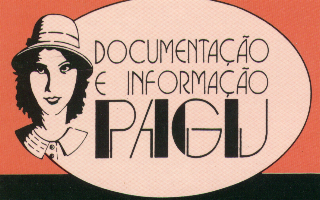 DOCUMENTAÇÃO
E INFORMAÇÃO
PAGU